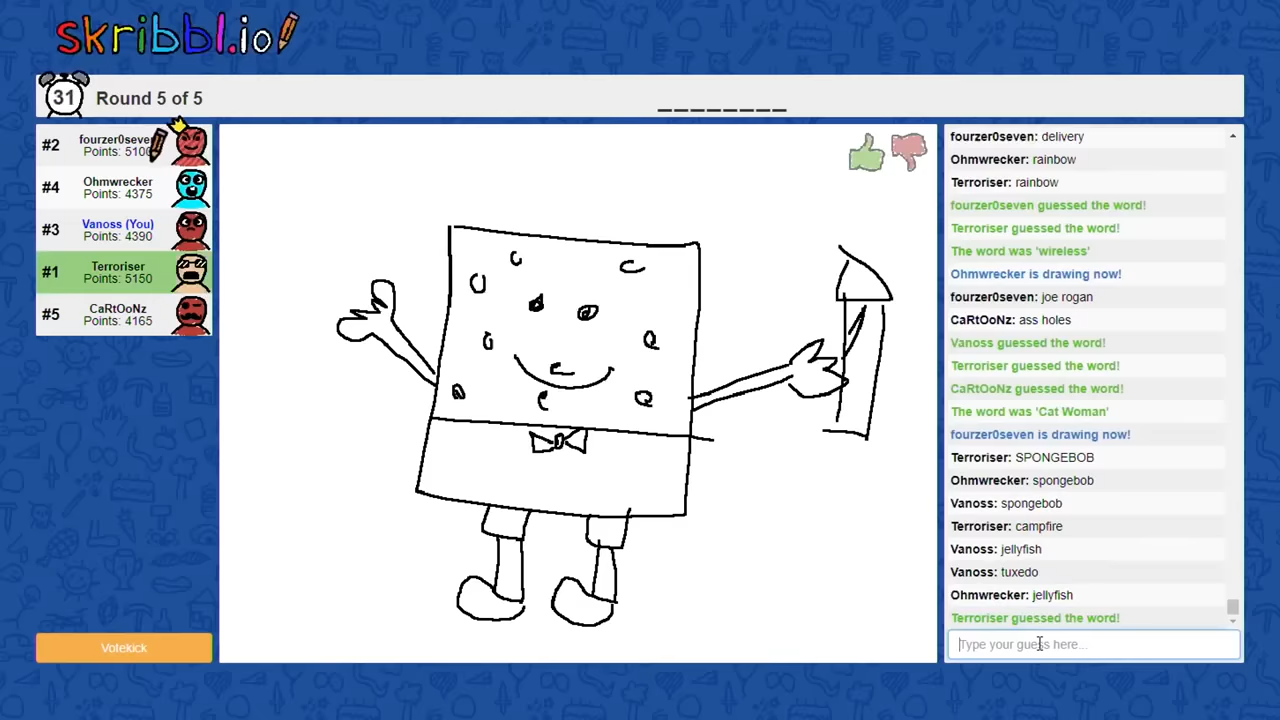 skribbl.io
31
Round 5 of 5
________
#2
fourzer0seven
Points: 5100
#4
Ohmwrecker
Points: 4375
#3
Vanoss (You)
Points: 4390
#1
Terroriser
Points: 5150
#5
CaRtOoNz
Points: 4165
Votekick
fourzer0seven: delivery
Ohmwrecker: rainbow
Terroriser: rainbow
fourzer0seven guessed the word!
Terroriser guessed the word!
The word was 'wireless'
Ohmwrecker is drawing now!
fourzer0seven: joe rogan
CaRtOoNz: ass holes
Vanoss guessed the word!
Terroriser guessed the word!
CaRtOoNz guessed the word!
The word was 'Cat Woman'
fourzer0seven is drawing now!
Terroriser: SPONGEBOB
Ohmwrecker: spongebob
Vanoss: spongebob
Terroriser: campfire
Vanoss: jellyfish
Vanoss: tuxedo
Ohmwrecker: jellyfish
Terroriser guessed the word!
Type your guess here...